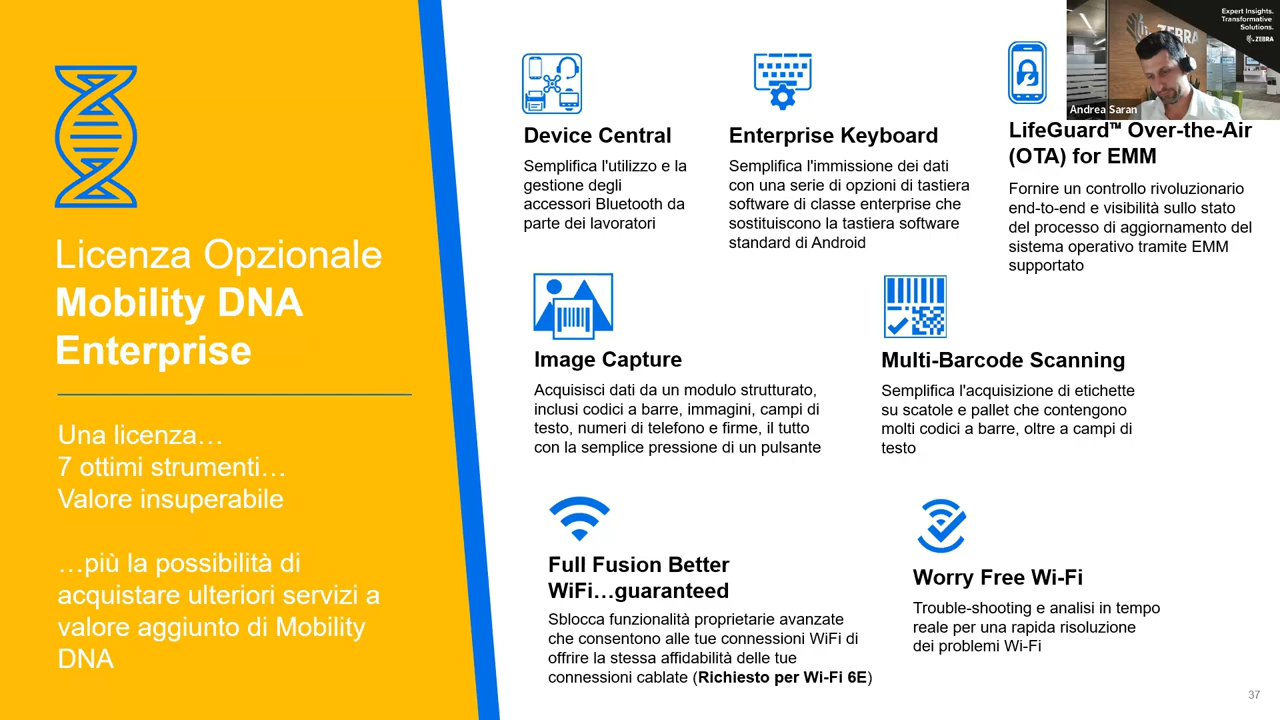 Licenza Opzionale
Mobility DNA
Enterprise
Una licenza…
7 ottimi strumenti…
Valore insuperabile
…più la possibilità di
acquistare ulteriori servizi a
valore aggiunto di Mobility
DNA
Device Central
Semplifica l'utilizzo e la
gestione degli
accessori Bluetooth da
parte dei lavoratori
Enterprise Keyboard
Semplifica l'immissione dei dati
con una serie di opzioni di tastiera
software di classe enterprise che
sostituiscono la tastiera software
standard di Android
LifeGuard™ Over-the-Air
(OTA) for EMM
Fornire un controllo rivoluzionario
end-to-end e visibilità sullo stato
del processo di aggiornamento del
sistema operativo tramite EMM
supportato
Image Capture
Acquisisci dati da un modulo strutturato,
inclusi codici a barre, immagini, campi di
testo, numeri di telefono e firme, il tutto
con la semplice pressione di un pulsante
Multi-Barcode Scanning
Semplifica l'acquisizione di etichette
su scatole e pallet che contengono
molti codici a barre, oltre a campi di
testo
Full Fusion Better
WiFi…guaranteed
Sblocca funzionalità proprietarie avanzate
che consentono alle tue connessioni WiFi di
offrire la stessa affidabilità delle tue
connessioni cablate (Richiesto per Wi-Fi 6E)
Worry Free Wi-Fi
Trouble-shooting e analisi in tempo
reale per una rapida risoluzione
dei problemi Wi-Fi
37
Expert Insights.
Transformative
Solutions.
ZEBRA
ZEBRA
Andrea Saran